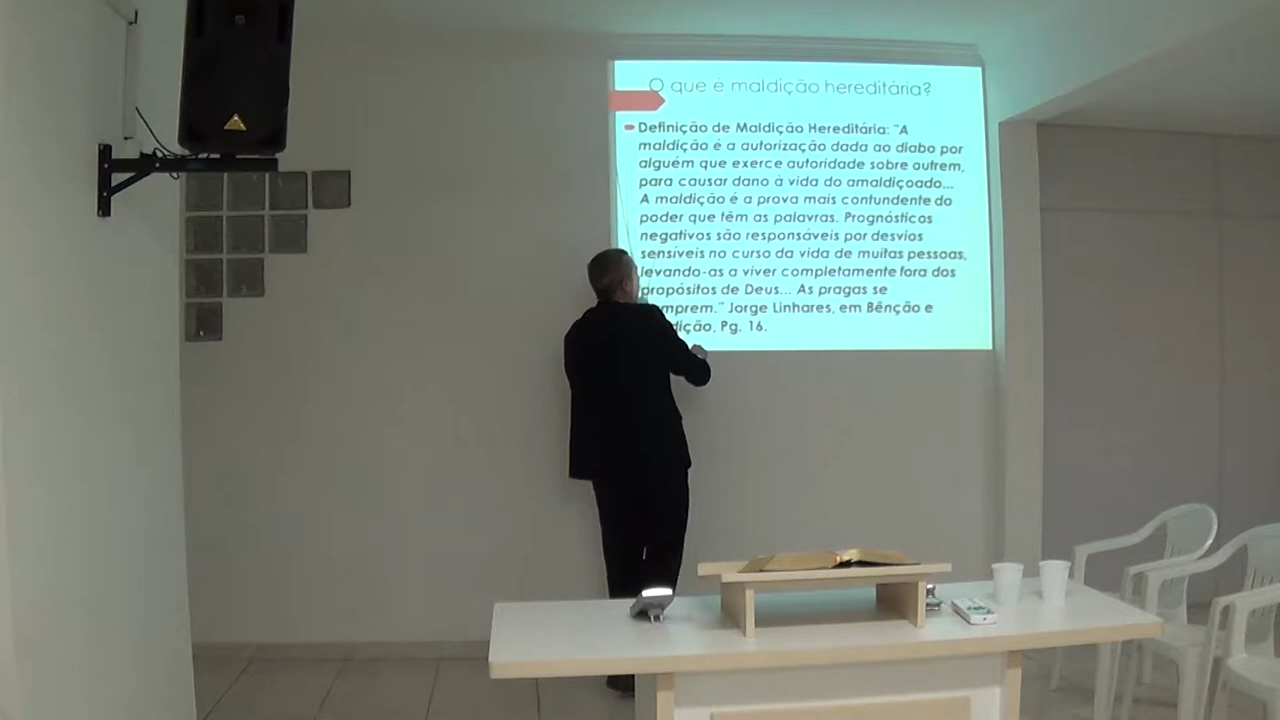 O que é maldição hereditária?
Definição de Maldição Hereditária: "A
maldição é a autorização dada ao diabo por
alguém que exerce autoridade sobre outrem,
para causar dano à vida do amaldiçoado...
A maldição é a prova mais contundente do
poder que têm as palavras. Prognósticos
negativos são responsáveis por desvios
sensíveis no curso da vida de muitas pessoas,
levando-as a viver completamente fora dos
propósitos de Deus... As pragas se
mprem." Jorge Linhares, em Bênção e
dição, Pg. 16.